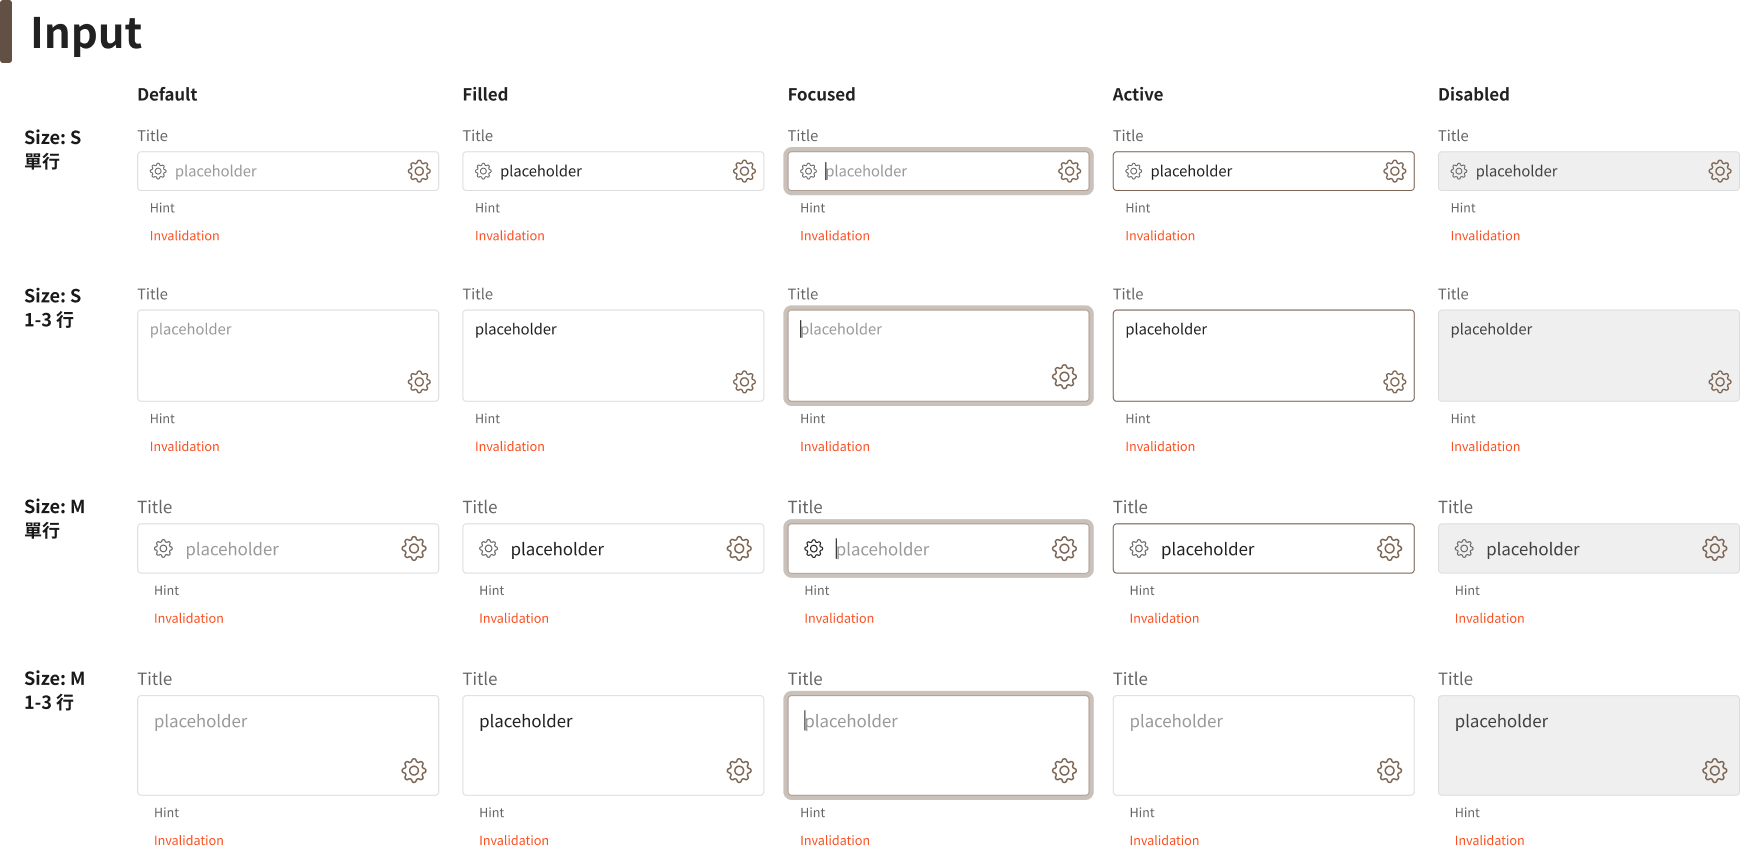 Input
Default Filled Focused Active Disabled
Size: S
單行
Title Title Title Title Title
placeholder placeholder placeholder placeholder placeholder
Hint Hint Hint Hint Hint
Invalidation Invalidation Invalidation Invalidation Invalidation
Size: S
1-3 行
Title Title Title Title Title
placeholder placeholder placeholder placeholder placeholder
Hint Hint Hint Hint Hint
Invalidation Invalidation Invalidation Invalidation Invalidation
Size: M
單行
Title Title Title Title Title
placeholder placeholder placeholder placeholder placeholder
Hint Hint Hint Hint Hint
Invalidation Invalidation Invalidation Invalidation Invalidation
Size: M
1-3 行
Title Title Title Title Title
placeholder placeholder placeholder placeholder placeholder
Hint Hint Hint Hint Hint
Invalidation Invalidation Invalidation Invalidation Invalidation